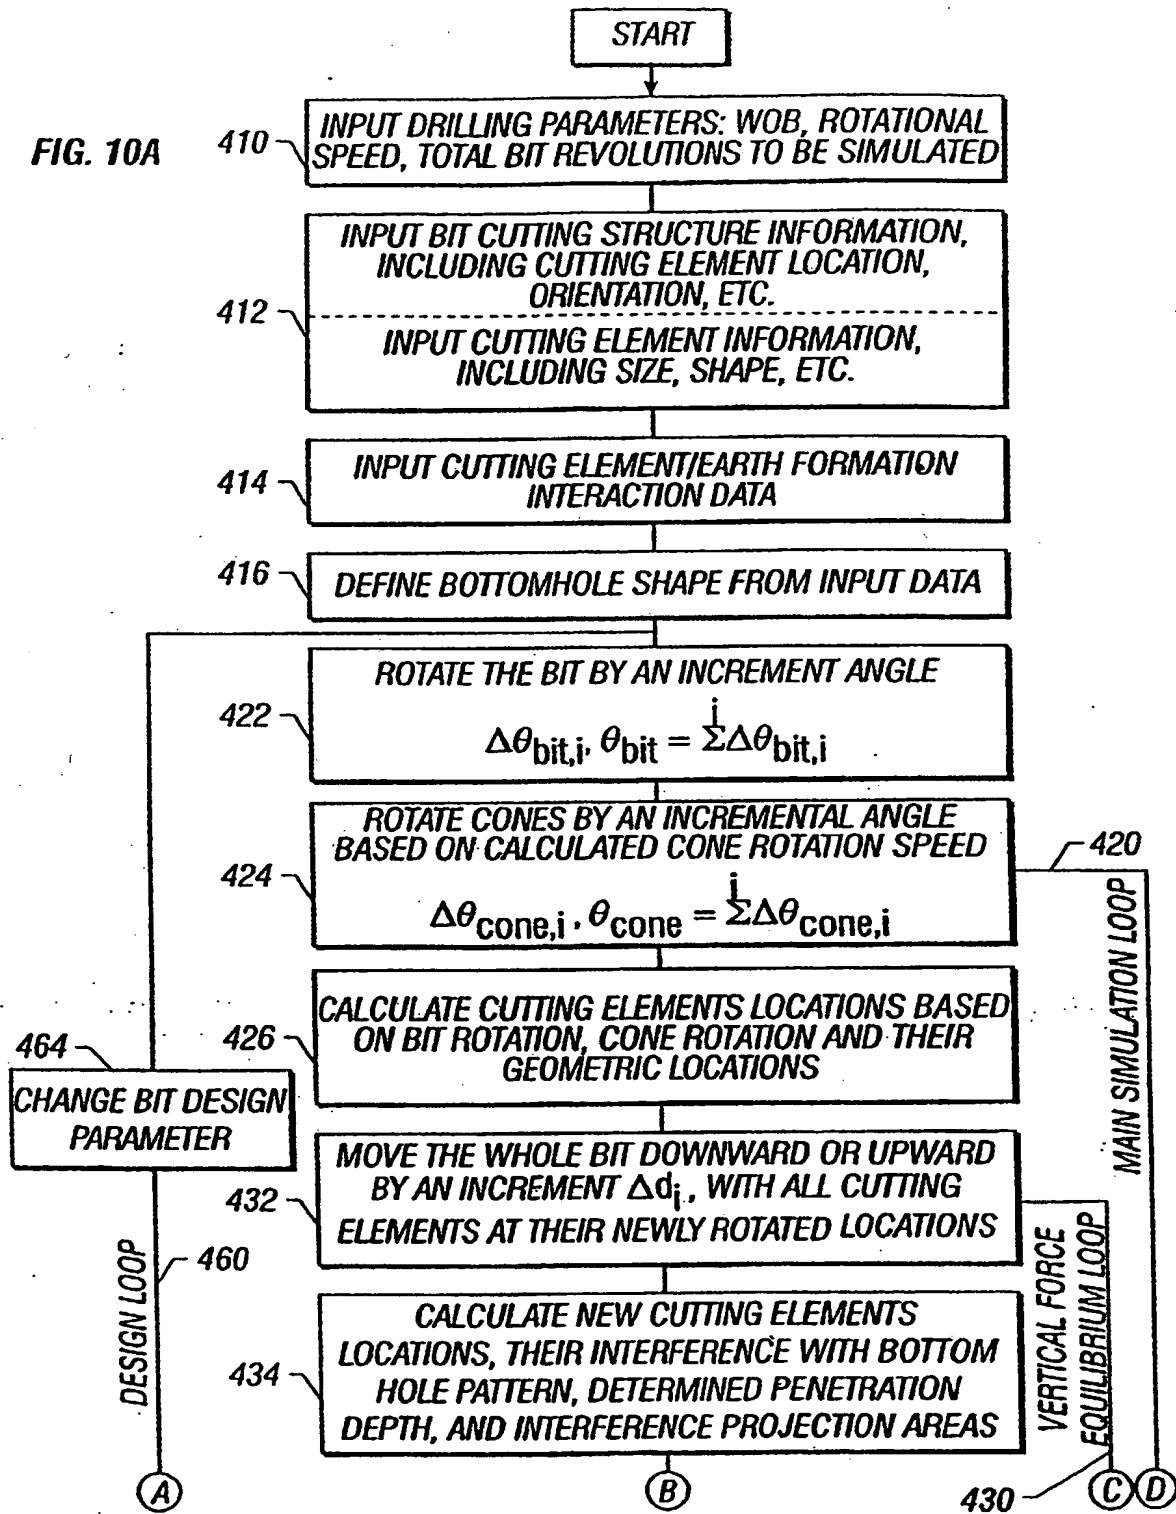 START
FIG. 10A
410
INPUT DRILLING PARAMETERS: WOB, ROTATIONAL
SPEED, TOTAL BIT REVOLUTIONS TO BE SIMULATED
412
INPUT BIT CUTTING STRUCTURE INFORMATION,
INCLUDING CUTTING ELEMENT LOCATION,
ORIENTATION, ETC.
INPUT CUTTING ELEMENT INFORMATION,
INCLUDING SIZE, SHAPE, ETC.
414
INPUT CUTTING ELEMENT/EARTH FORMATION
INTERACTION DATA
416
DEFINE BOTTOMHOLE SHAPE FROM INPUT DATA
422
ROTATE THE BIT BY AN INCREMENT ANGLE
Δθbit,i, θbit = i Σ Δθbit,i
424
ROTATE CONES BY AN INCREMENTAL ANGLE
BASED ON CALCULATED CONE ROTATION SPEED
Δθcone,i, θcone = i Σ Δθcone,i
420
MAIN SIMULATION LOOP
426
CALCULATE CUTTING ELEMENTS LOCATIONS BASED
ON BIT ROTATION, CONE ROTATION AND THEIR
GEOMETRIC LOCATIONS
464
CHANGE BIT DESIGN
PARAMETER
432
MOVE THE WHOLE BIT DOWNWARD OR UPWARD
BY AN INCREMENT Δdi, WITH ALL CUTTING
ELEMENTS AT THEIR NEWLY ROTATED LOCATIONS
DESIGN LOOP
460
434
CALCULATE NEW CUTTING ELEMENTS
LOCATIONS, THEIR INTERFERENCE WITH BOTTOM
HOLE PATTERN, DETERMINED PENETRATION
DEPTH, AND INTERFERENCE PROJECTION AREAS
VERTICAL FORCE
EQUILIBRIUM LOOP
430
A
B
C
D